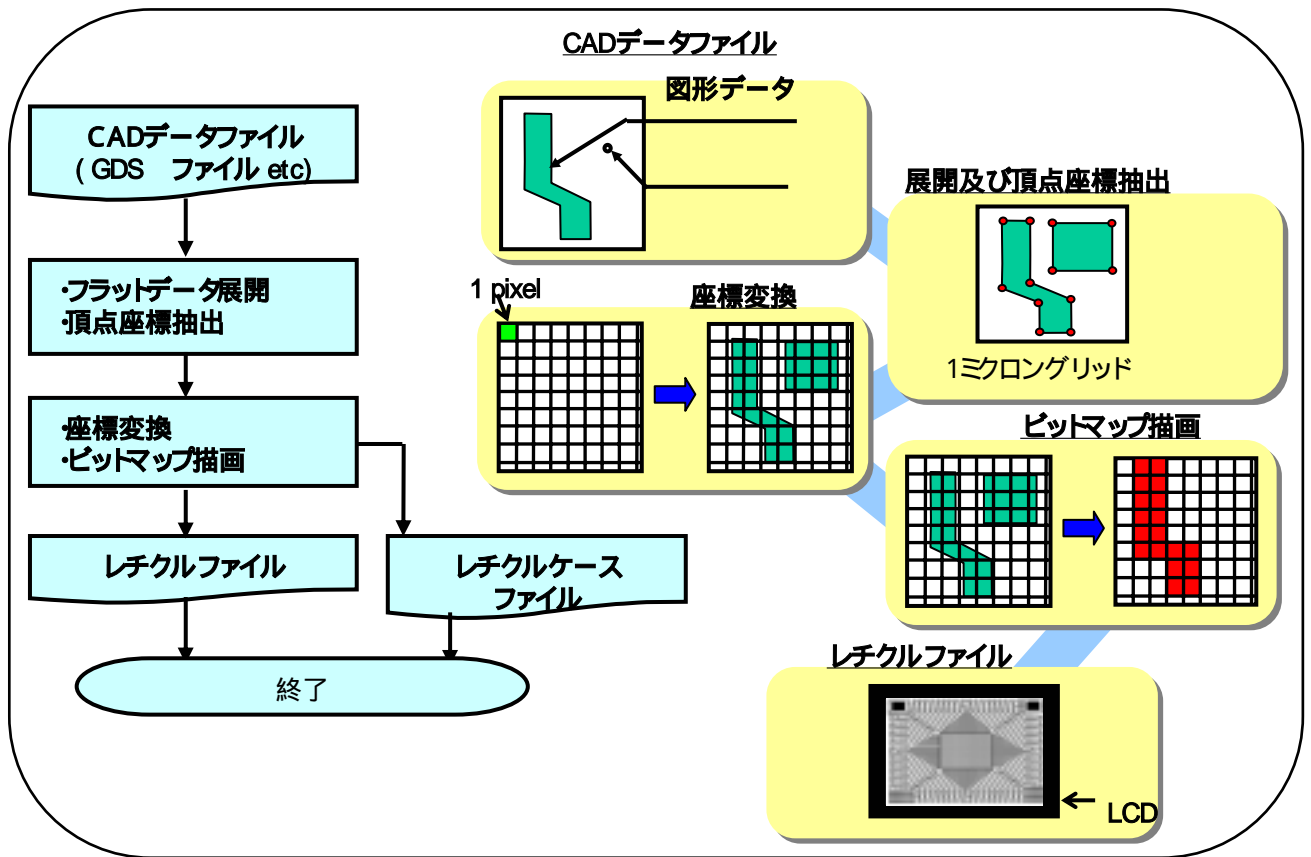 CADデータファイル
図形データ
CADデータファイル
( GDS　ファイル etc)
展開及び頂点座標抽出
・フラットデータ展開
・頂点座標抽出
1 pixel
座標変換
1ミクロングリッド
・座標変換
・ビットマップ描画
ビットマップ描画
レチクルファイル
レチクルケース
ファイル
レチクルファイル
終了
LCD